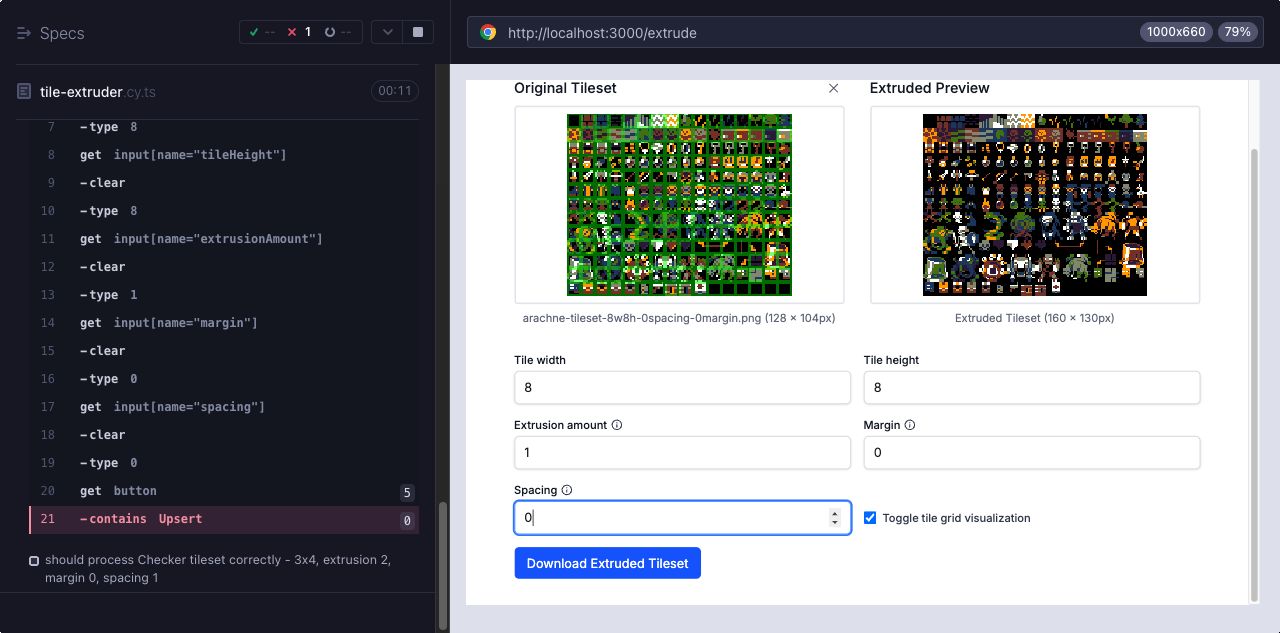 Specs
-- 1 --
http://localhost:3000/extrude
1000x660 79%
tile-extruder.cy.ts 00:11
7 -type 8
8 get input[name="tileHeight"]
9 -clear
10 -type 8
11 get input[name="extrusionAmount"]
12 -clear
13 -type 1
14 get input[name="margin"]
15 -clear
16 -type 0
17 get input[name="spacing"]
18 -clear
19 -type 0
20 get button 5
21 -contains Upsert 0
should process Checker tileset correctly - 3x4, extrusion 2,
margin 0, spacing 1
Original Tileset
Extruded Preview
arachne-tileset-8w8h-0spacing-0margin.png (128 × 104px)
Extruded Tileset (160 × 130px)
Tile width
8
Tile height
8
Extrusion amount
1
Margin
0
Spacing
0
Toggle tile grid visualization
Download Extruded Tileset